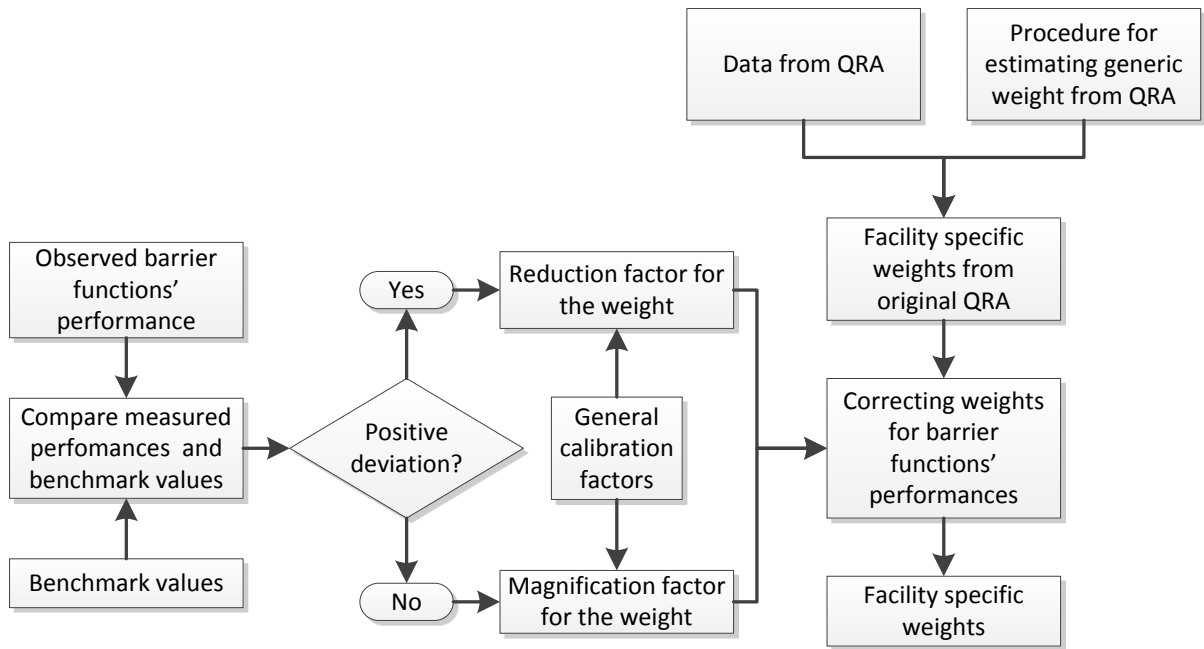 Data from QRA
Procedure for
estimating generic
weight from QRA
Observed barrier
functions’
performance
Yes
Reduction factor for
the weight
Facility specific
weights from
original QRA
Compare measured
perfomances and
benchmark values
Positive
deviation?
General
calibration
factors
Correcting weights
for barrier
functions’
performances
Benchmark values
No
Magnification factor
for the weight
Facility specific
weights